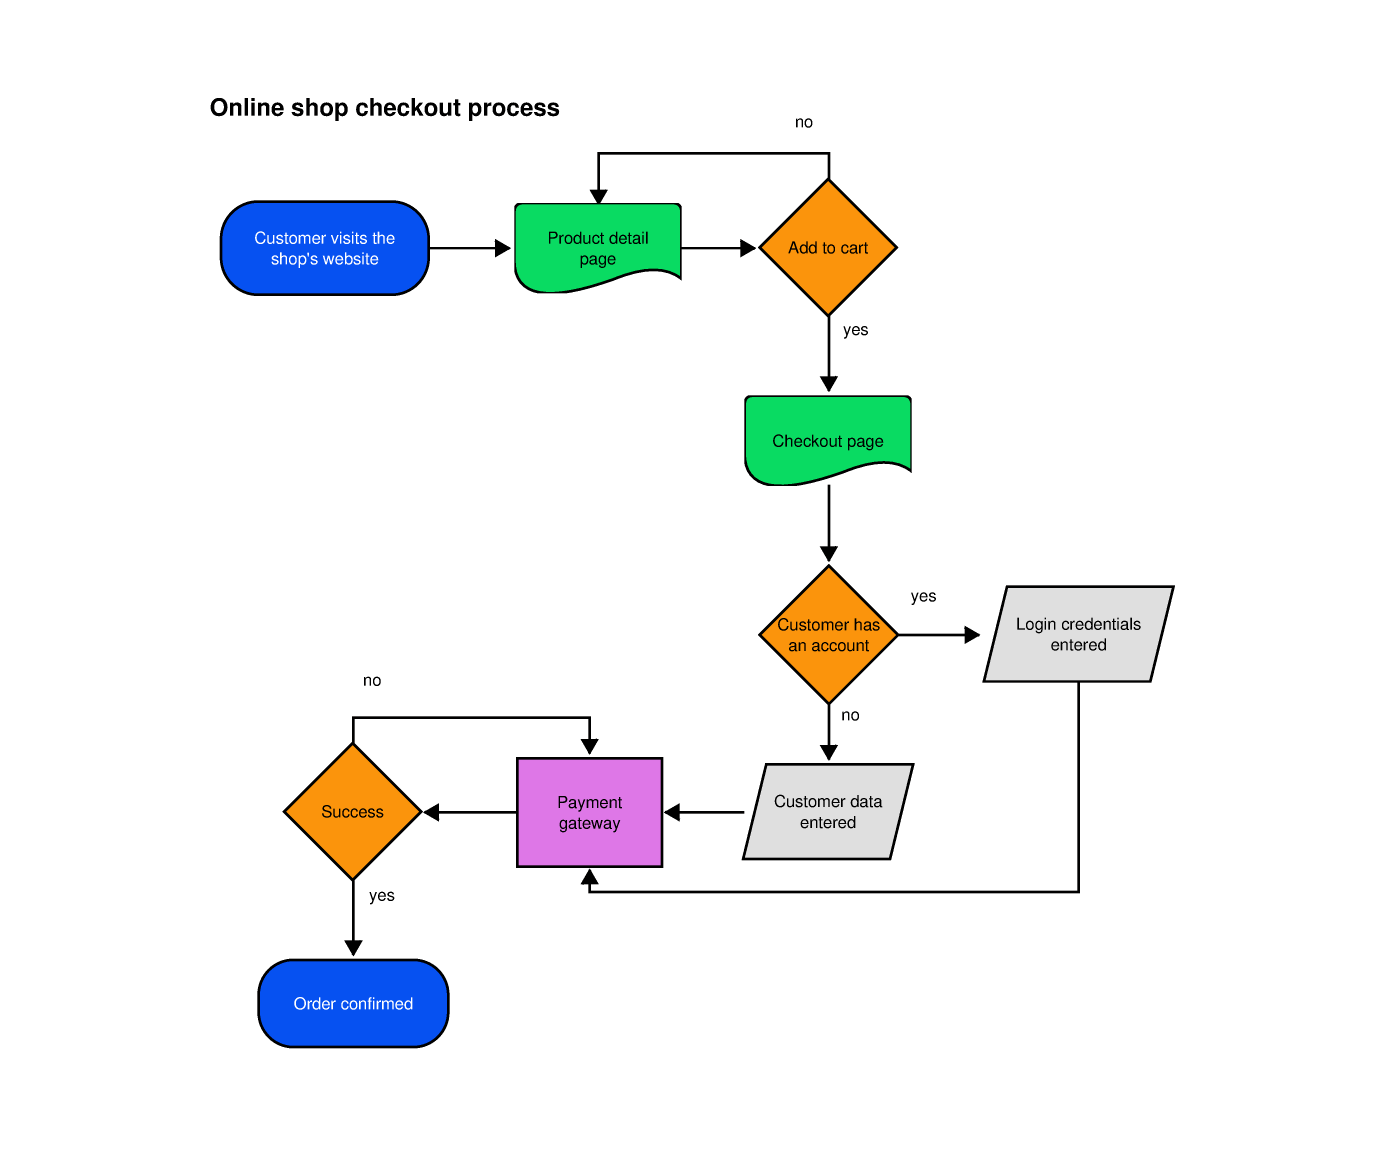 Online shop checkout process
no
Customer visits the
shop's website
Product detail
page
Add to cart
yes
Checkout page
yes
Customer has
an account
Login credentials
entered
no
no
Customer data
entered
Payment
gateway
Success
yes
Order confirmed